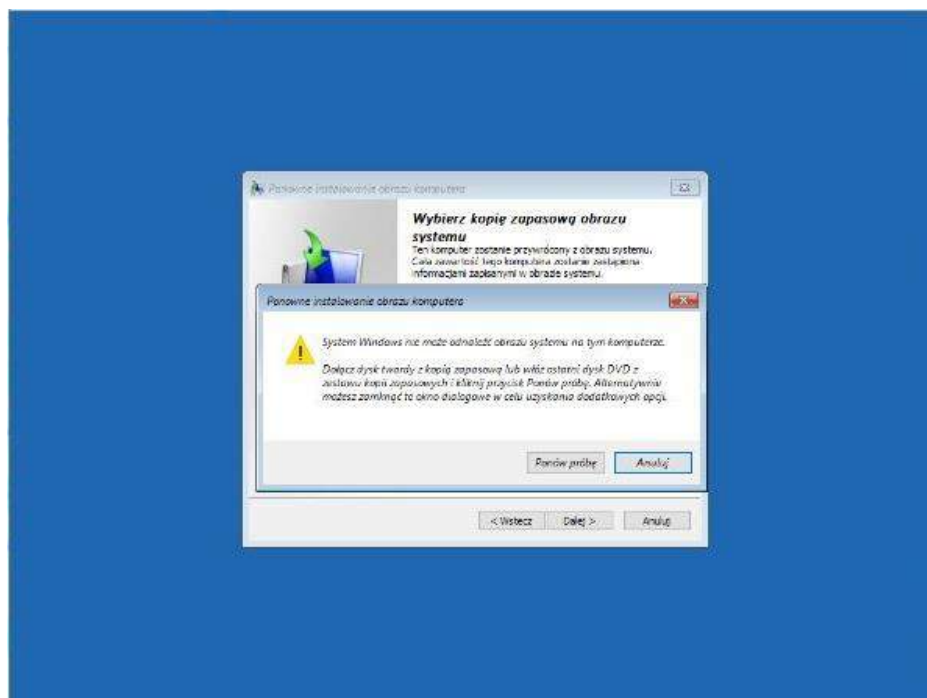 Ponowne instalowanie obrazu komputera
Wybierz kopię zapasową obrazu
systemu
Ten komputer zostanie przywrócony z obrazu systemu.
Cała zawartość tego komputera zostanie zastąpiona
informacjami zapisanymi w obrazie systemu.
Ponowne instalowanie obrazu komputera
System Windows nie może odnaleźć obrazu systemu na tym komputerze.
Dołącz dysk twardy z kopią zapasową lub włóż ostatni dysk DVD z
zestawu kopii zapasowych i kliknij przycisk Ponów próbę. Alternatywnie
możesz zamknąć to okno dialogowe w celu uzyskania dodatkowych opcji.
Ponów próbę Anuluj
< Wstecz Dalej > Anuluj